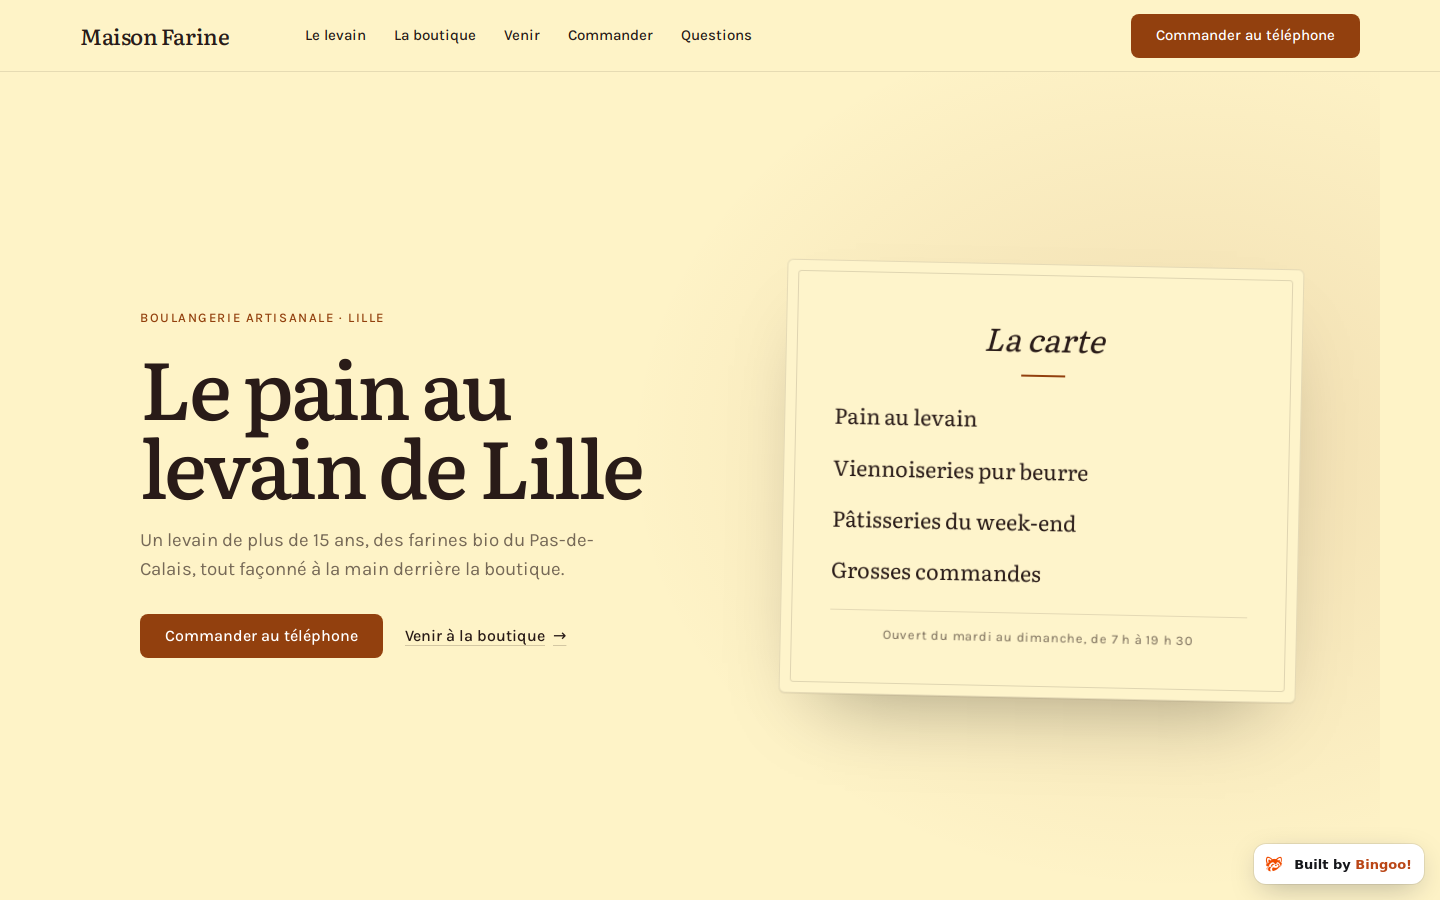 Maison Farine
Le levain
La boutique
Venir
Commander
Questions
Commander au téléphone
BOULANGERIE ARTISANALE · LILLE
Le pain au
levain de Lille
Un levain de plus de 15 ans, des farines bio du Pas-de-
Calais, tout façonné à la main derrière la boutique.
Commander au téléphone
Venir à la boutique →
La carte
Pain au levain
Viennoiseries pur beurre
Pâtisseries du week-end
Grosses commandes
Ouvert du mardi au dimanche, de 7 h à 19 h 30
Built by Bingoo!